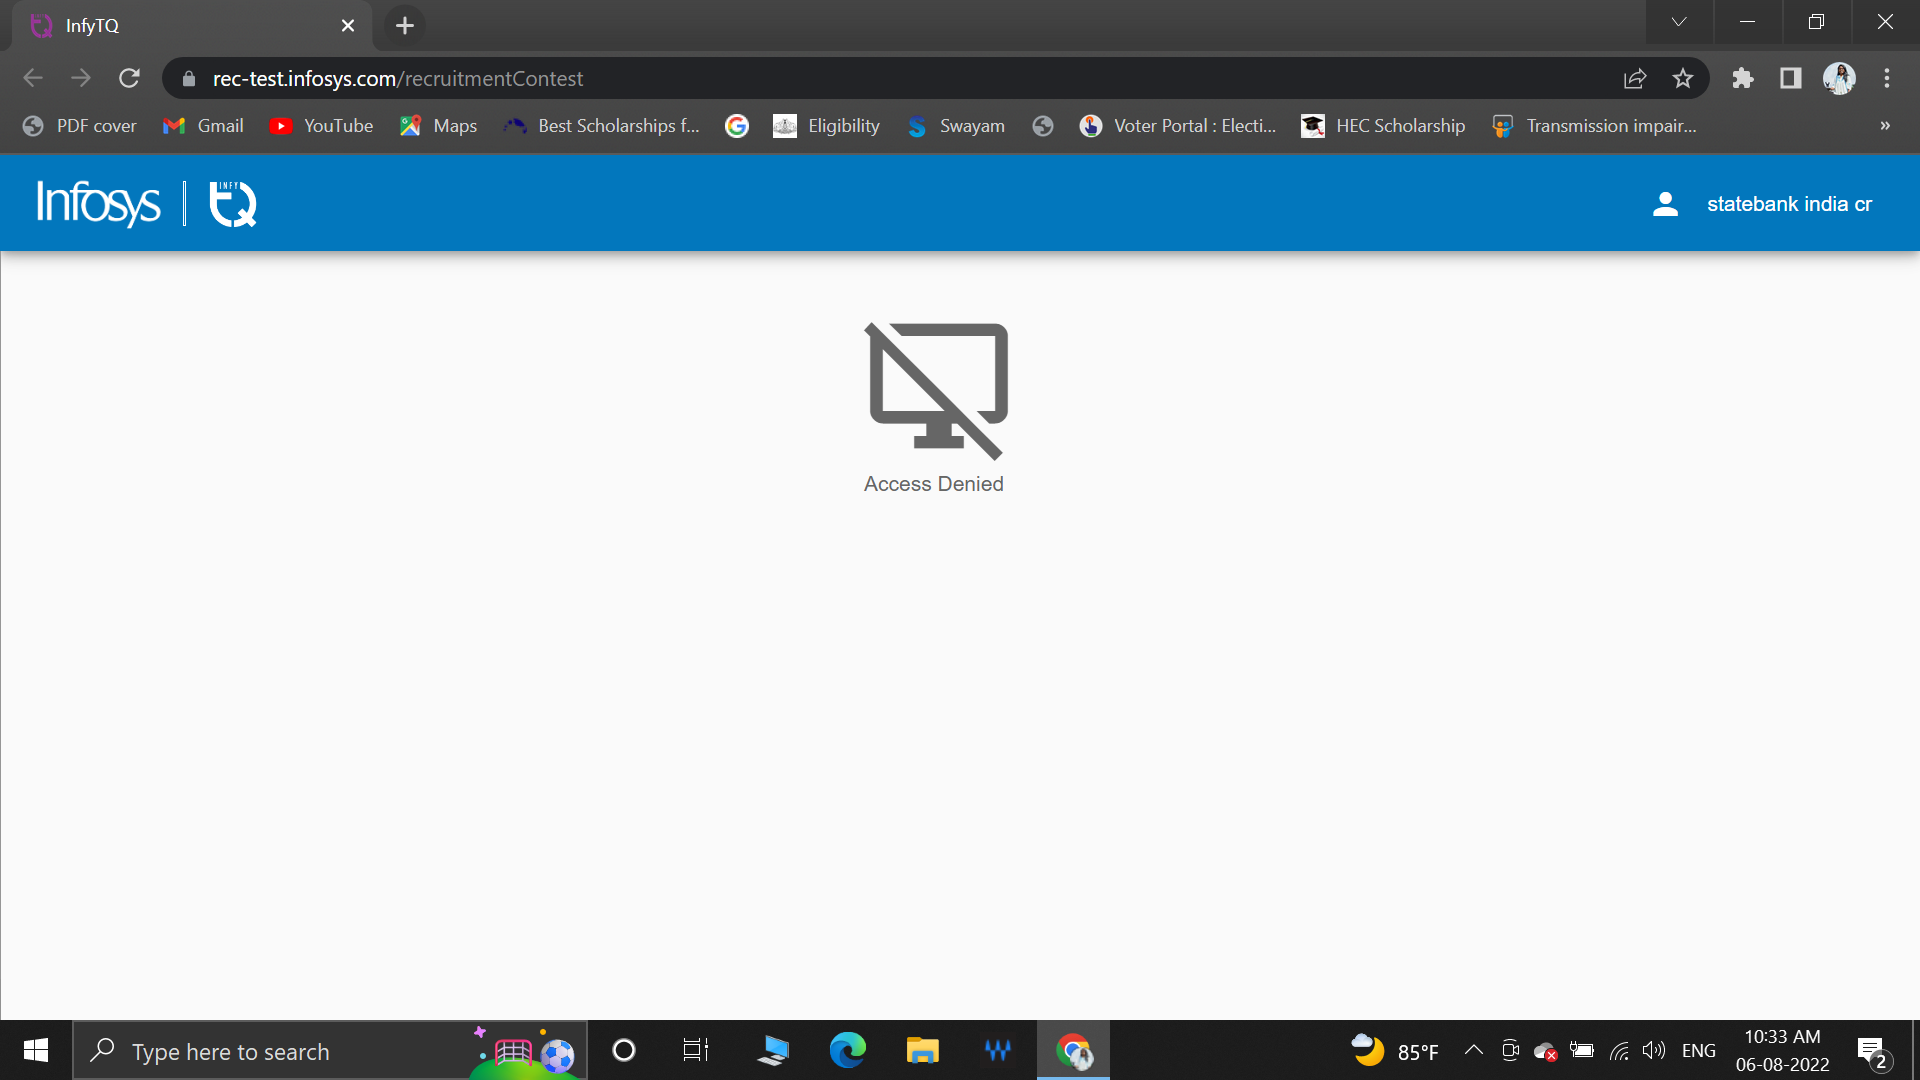 InfyTQ
rec-test.infosys.com/recruitmentContest
PDF cover Gmail YouTube Maps Best Scholarships f... Eligibility Swayam Voter Portal : Electi... HEC Scholarship Transmission impair... »
Infosys INFY TQ statebank india cr
Access Denied
Type here to search 85°F ENG 10:33 AM
06-08-2022 2